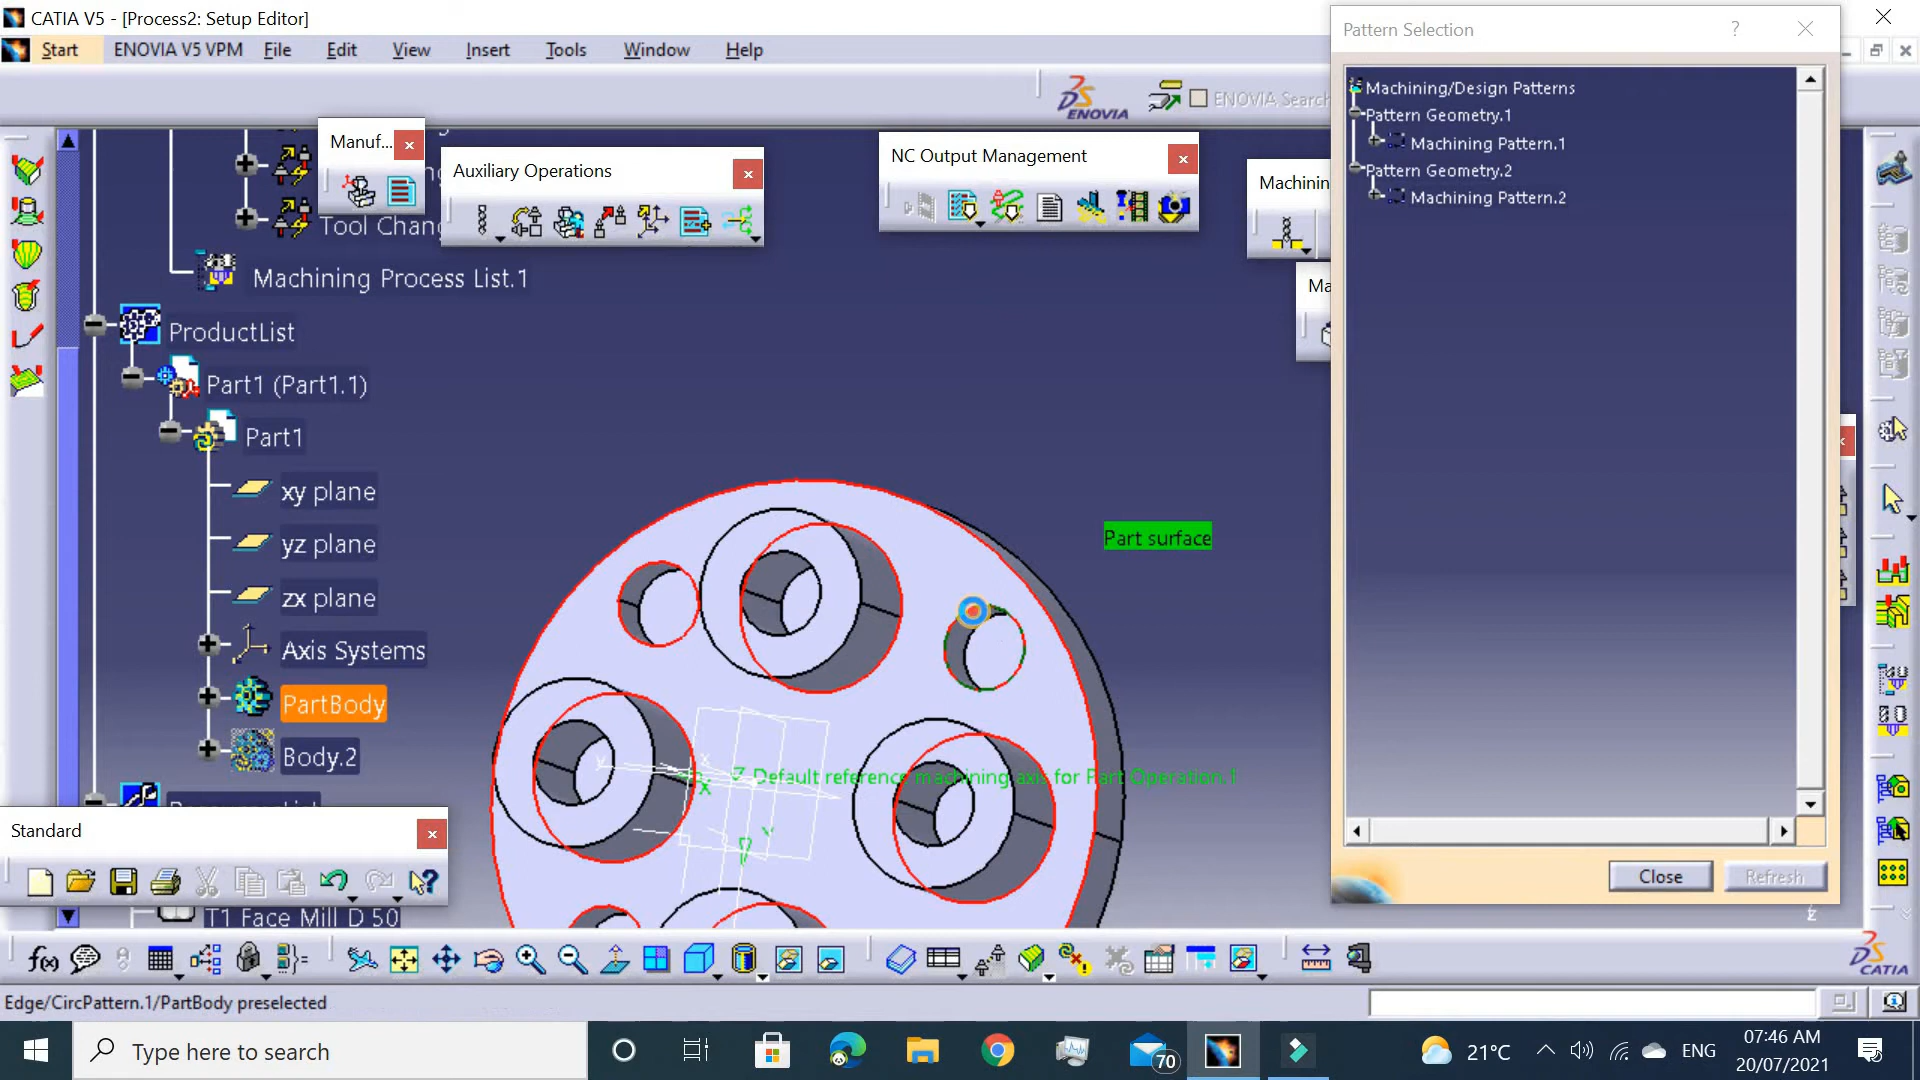 CATIA V5 - [Process2: Setup Editor]
Start ENOVIA V5 VPM File Edit View Insert Tools Window Help
Pattern Selection
?
ENOVIA
ENOVIA Search
Machining/Design Patterns
Pattern Geometry.1
Machining Pattern.1
Pattern Geometry.2
Machining Pattern.2
Manuf...
Auxiliary Operations
NC Output Management
Machinin
Ma
Tool Chang
Machining Process List.1
ProductList
Part1 (Part1.1)
Part1
xy plane
yz plane
zx plane
Axis Systems
PartBody
Body.2
Part surface
Z Default reference machining axis for Part Operation.1
X
Y
Standard
T1 Face Mill D 50
Close
Refresh
z
f(x)
CATIA
Edge/CircPattern.1/PartBody preselected
Type here to search
70
21°C
ENG
07:46 AM
20/07/2021